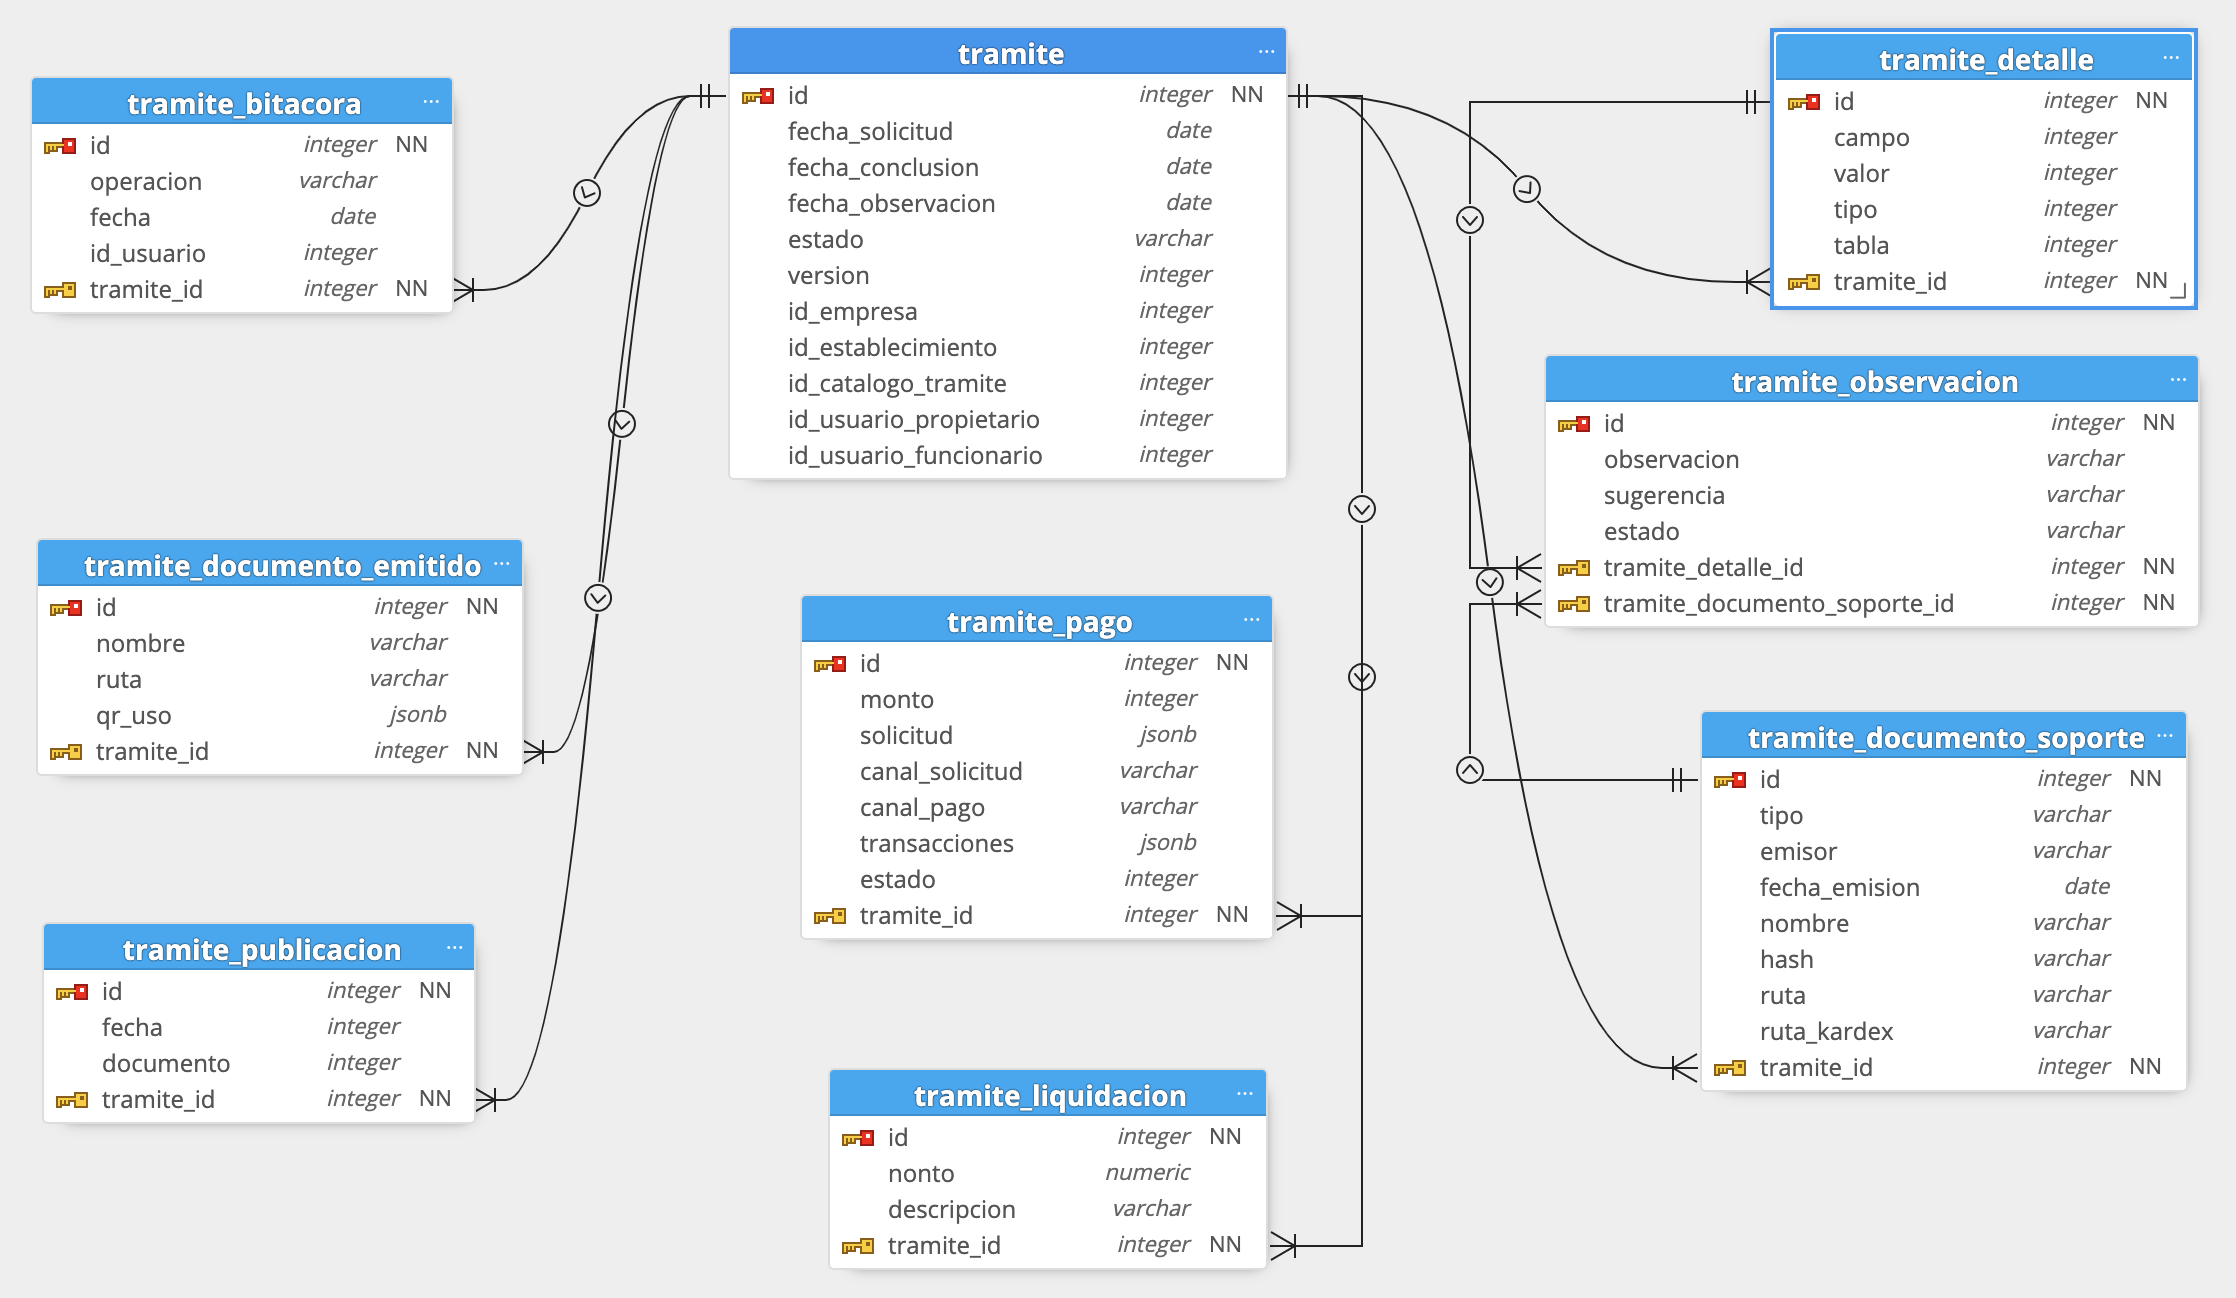 tramite_bitacora ...
id integer NN
operacion varchar
fecha date
id_usuario integer
tramite_id integer NN
tramite ...
id integer NN
fecha_solicitud date
fecha_conclusion date
fecha_observacion date
estado varchar
version integer
id_empresa integer
id_establecimiento integer
id_catalogo_tramite integer
id_usuario_propietario integer
id_usuario_funcionario integer
tramite_detalle ...
id integer NN
campo integer
valor integer
tipo integer
tabla integer
tramite_id integer NN
tramite_observacion ...
id integer NN
observacion varchar
sugerencia varchar
estado varchar
tramite_detalle_id integer NN
tramite_documento_soporte_id integer NN
tramite_documento_emitido ...
id integer NN
nombre varchar
ruta varchar
qr_uso jsonb
tramite_id integer NN
tramite_pago ...
id integer NN
monto integer
solicitud jsonb
canal_solicitud varchar
canal_pago varchar
transacciones jsonb
estado integer
tramite_id integer NN
tramite_documento_soporte ...
id integer NN
tipo varchar
emisor varchar
fecha_emision date
nombre varchar
hash varchar
ruta varchar
ruta_kardex varchar
tramite_id integer NN
tramite_publicacion ...
id integer NN
fecha integer
documento integer
tramite_id integer NN
tramite_liquidacion ...
id integer NN
nonto numeric
descripcion varchar
tramite_id integer NN